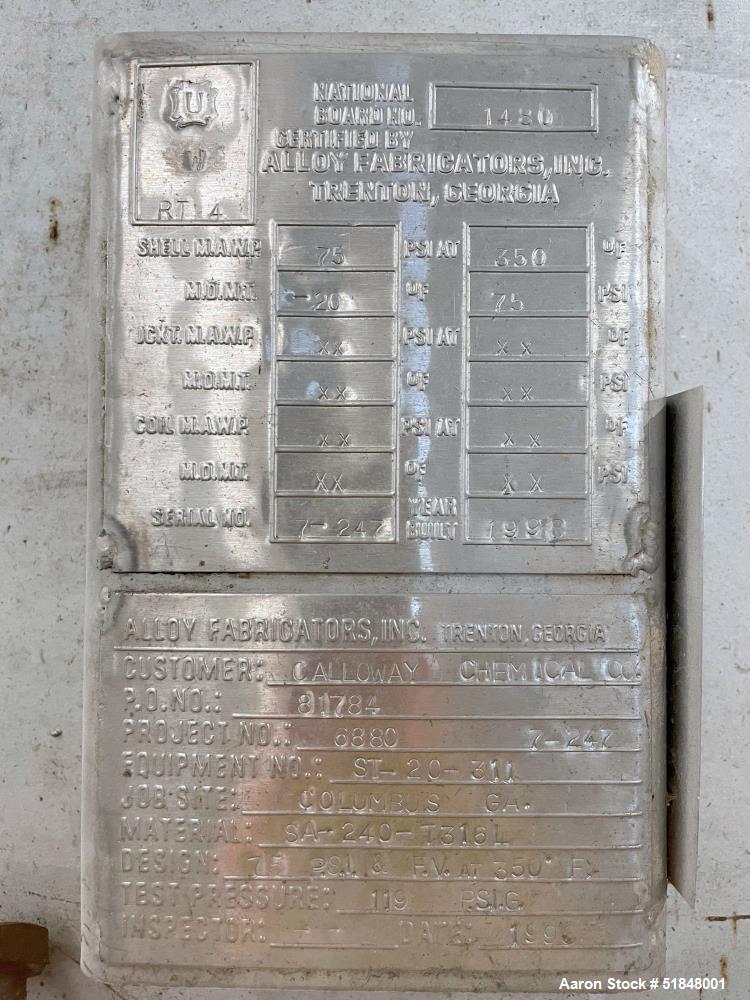 U
NATIONAL
BOARD NO. 1480
W
CERTIFIED BY
ALLOY FABRICATORS, INC.
TRENTON, GEORGIA
RT 4
SHELL M.A.W.P. 75 PSI AT 350 °F
M.D.M.T. -20 °F 75 PSI
JCKT. M.A.W.P. XX PSI AT XX °F
M.D.M.T. XX °F XX PSI
COIL M.A.W.P. XX PSI AT XX °F
M.D.M.T. XX °F XX PSI
SERIAL NO. 7-247 YEAR BUILT 1998
ALLOY FABRICATORS, INC. TRENTON, GEORGIA
CUSTOMER: CALLOWAY CHEMICAL CO.
P.O. NO.: 81784
PROJECT NO.: 6880 7-247
EQUIPMENT NO.: ST-20-311
JOB SITE: COLUMBUS GA.
MATERIAL: SA-240-T316L
DESIGN: 75 P.S.I. & F.V. AT 350° F.
TEST PRESSURE: 119 P.S.I.G.
INSPECTOR: -- DATE:
Aaron Stock # 51848001